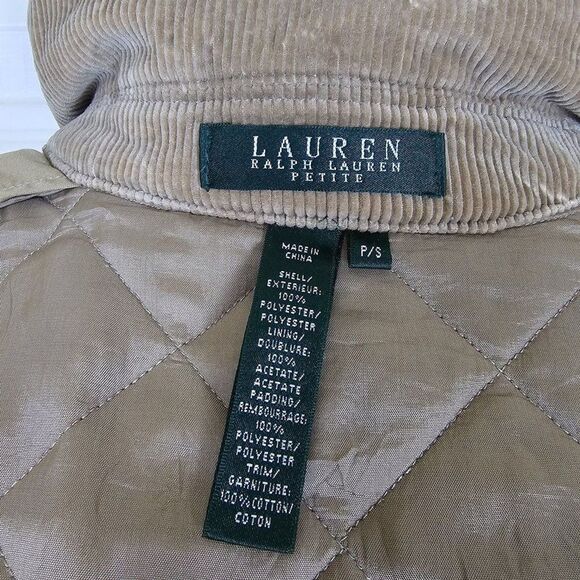 LAUREN
RALPH LAUREN
PETITE
MADE IN
CHINA
P/S
SHELL/
EXTERIEUR:
100%
POLYESTER/
POLYESTER
LINING/
DOUBLURE:
100%
ACETATE/
ACETATE
PADDING/
REMBOURRAGE:
100%
POLYESTER/
POLYESTER
TRIM/
GARNITURE:
100%COTTON/
COTON